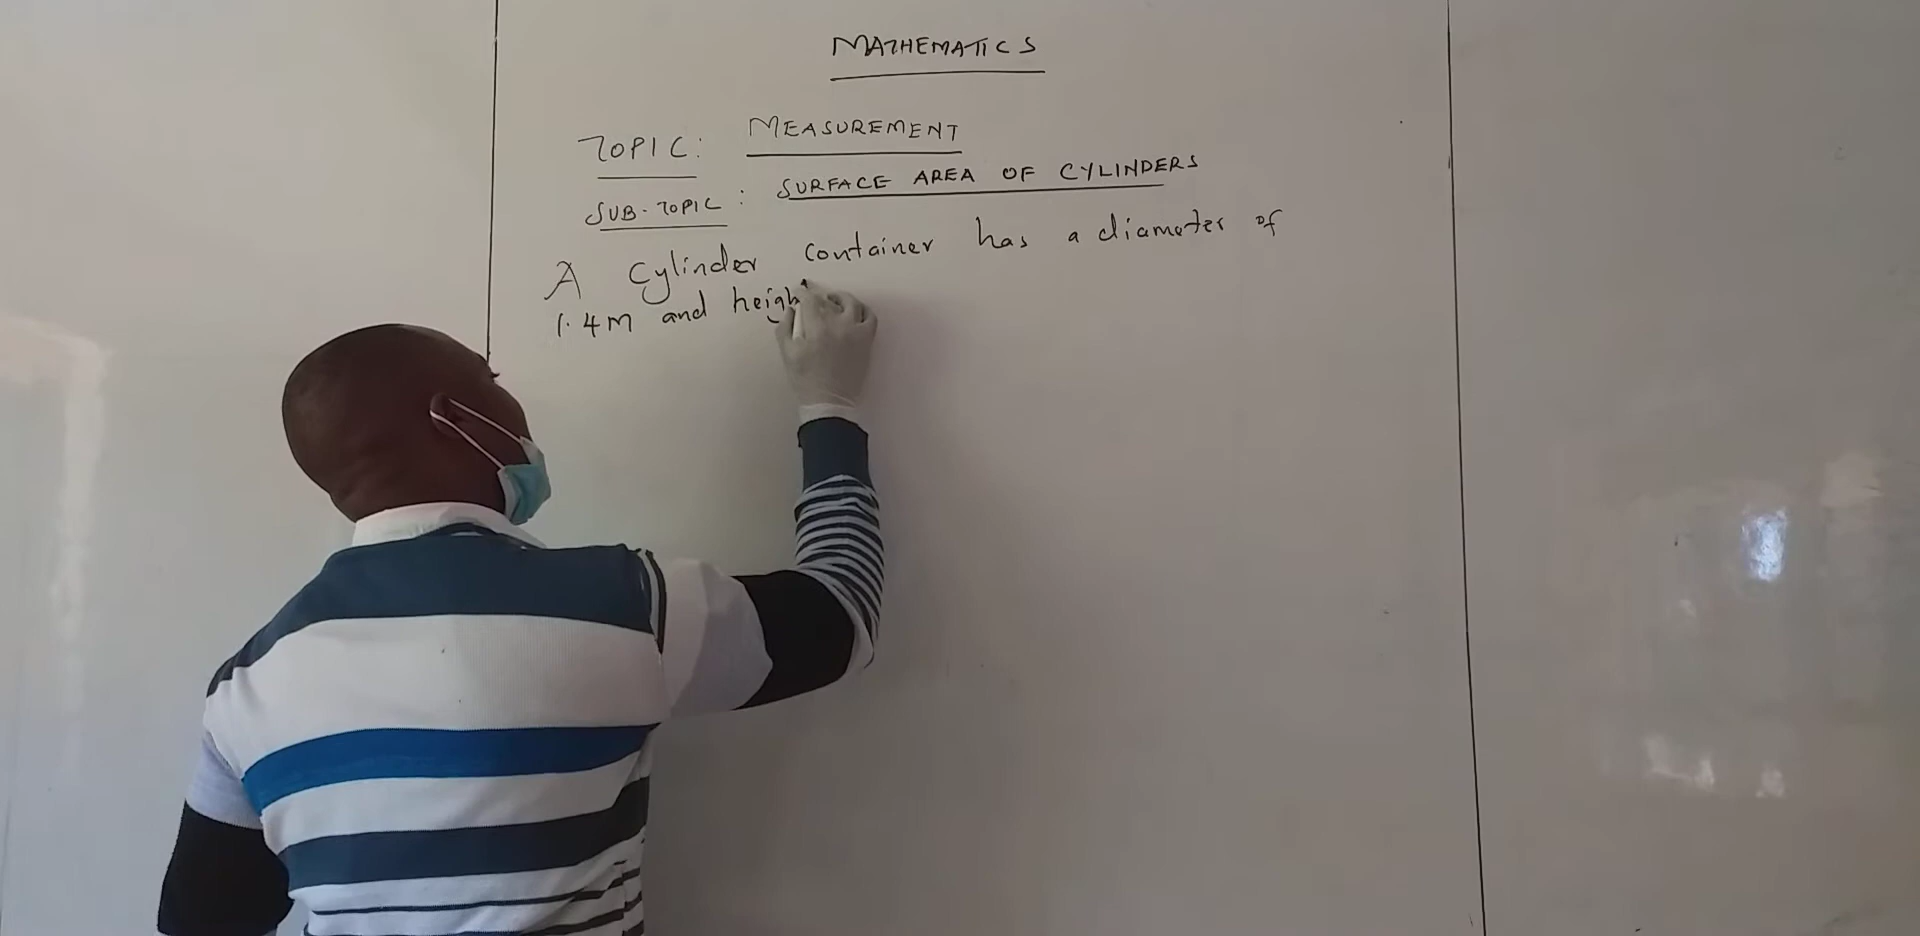 MATHEMATICS
TOPIC: MEASUREMENT
SUB-TOPIC: SURFACE AREA OF CYLINDERS
A Cylinder container has a diameter of
1.4m and height